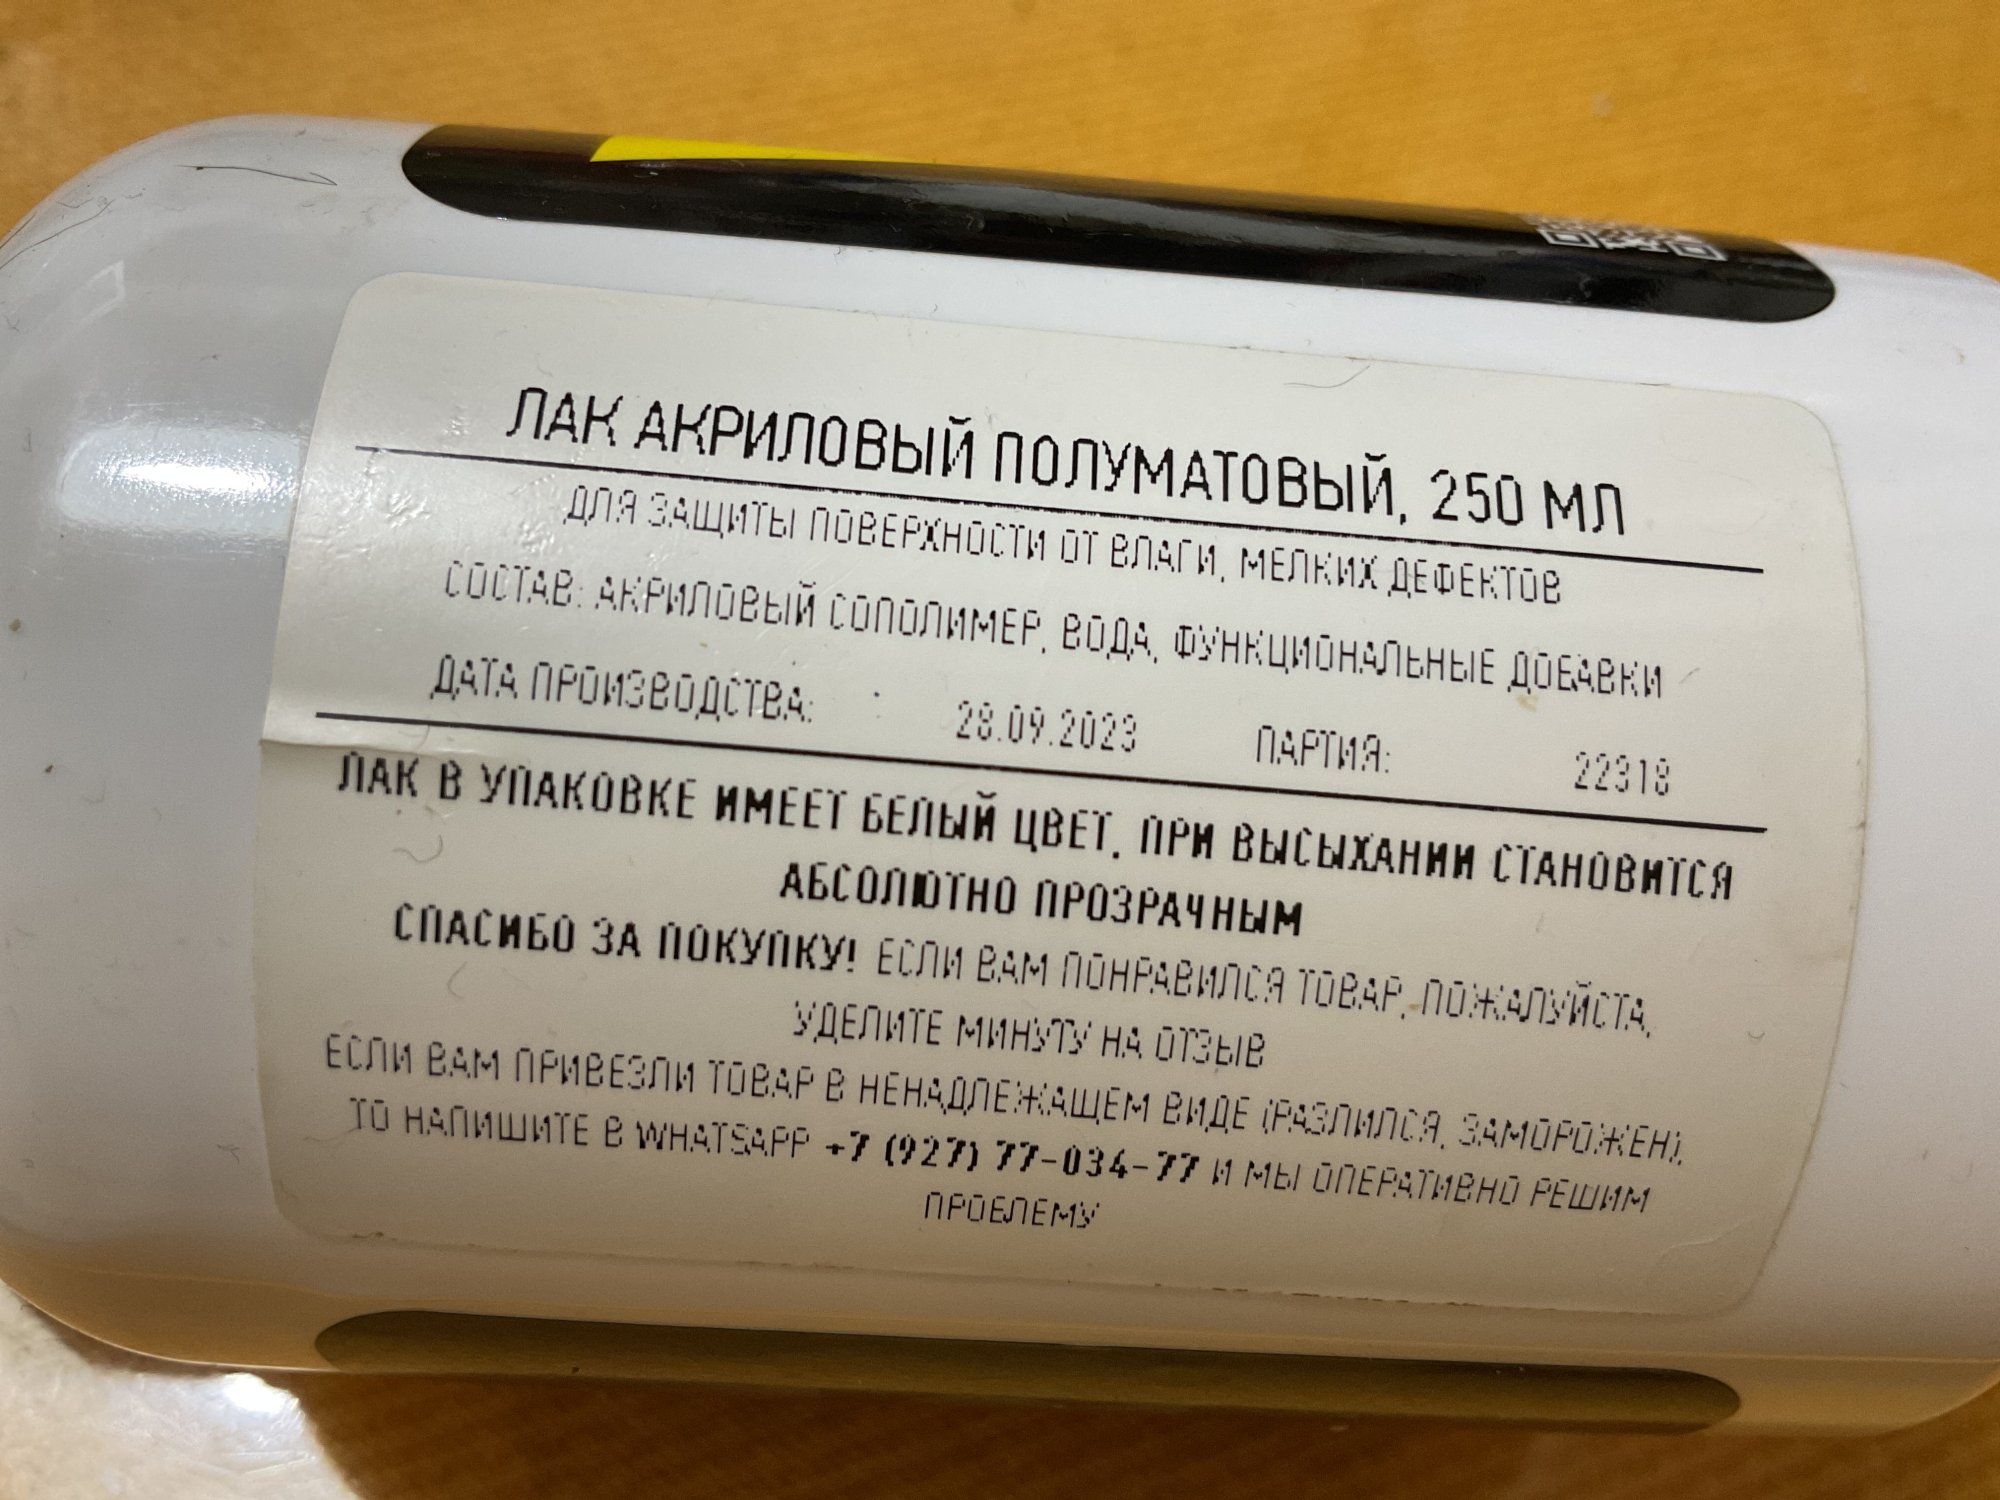 ЛАК АКРИЛОВЫЙ ПОЛУМАТОВЫЙ, 250 МЛ
ДЛЯ ЗАЩИТЫ ПОВЕРХНОСТИ ОТ ВЛАГИ, МЕЛКИХ ДЕФЕКТОВ
СОСТАВ: АКРИЛОВЫЙ СОПОЛИМЕР, ВОДА, ФУНКЦИОНАЛЬНЫЕ ДОБАВКИ
ДАТА ПРОИЗВОДСТВА: 28.09.2023 ПАРТИЯ: 22318
ЛАК В УПАКОВКЕ ИМЕЕТ БЕЛЫЙ ЦВЕТ, ПРИ ВЫСЫХАНИИ СТАНОВИТСЯ
АБСОЛЮТНО ПРОЗРАЧНЫМ
СПАСИБО ЗА ПОКУПКУ! ЕСЛИ ВАМ ПОНРАВИЛСЯ ТОВАР, ПОЖАЛУЙСТА,
УДЕЛИТЕ МИНУТУ НА ОТЗЫВ
ЕСЛИ ВАМ ПРИВЕЗЛИ ТОВАР В НЕНАДЛЕЖАЩЕМ ВИДЕ (РАЗЛИЛСЯ, ЗАМОРОЖЕН),
ТО НАПИШИТЕ В WHATSAPP +7 (927) 77-034-77 И МЫ ОПЕРАТИВНО РЕШИМ
ПРОБЛЕМУ